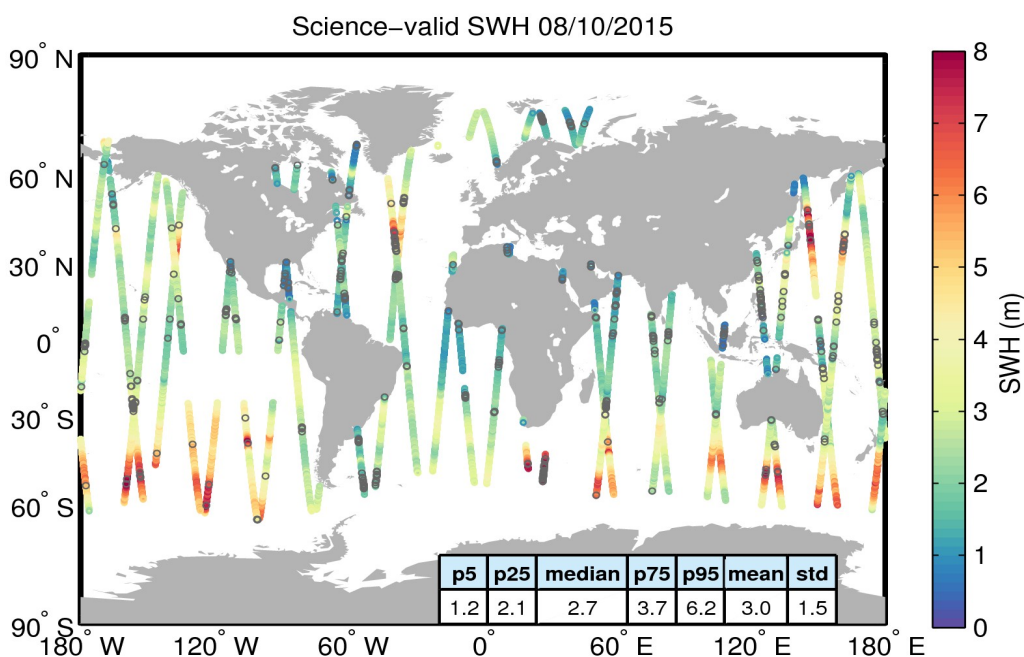 Science−valid SWH 08/10/2015
90° N
60° N
30° N
0°
30° S
60° S
90° S
180° W
120° W
60° W
0°
60° E
120° E
180° E
p5 p25 median p75 p95 mean std
1.2 2.1 2.7 3.7 6.2 3.0 1.5
8
7
6
5
4
3
2
1
0
SWH (m)